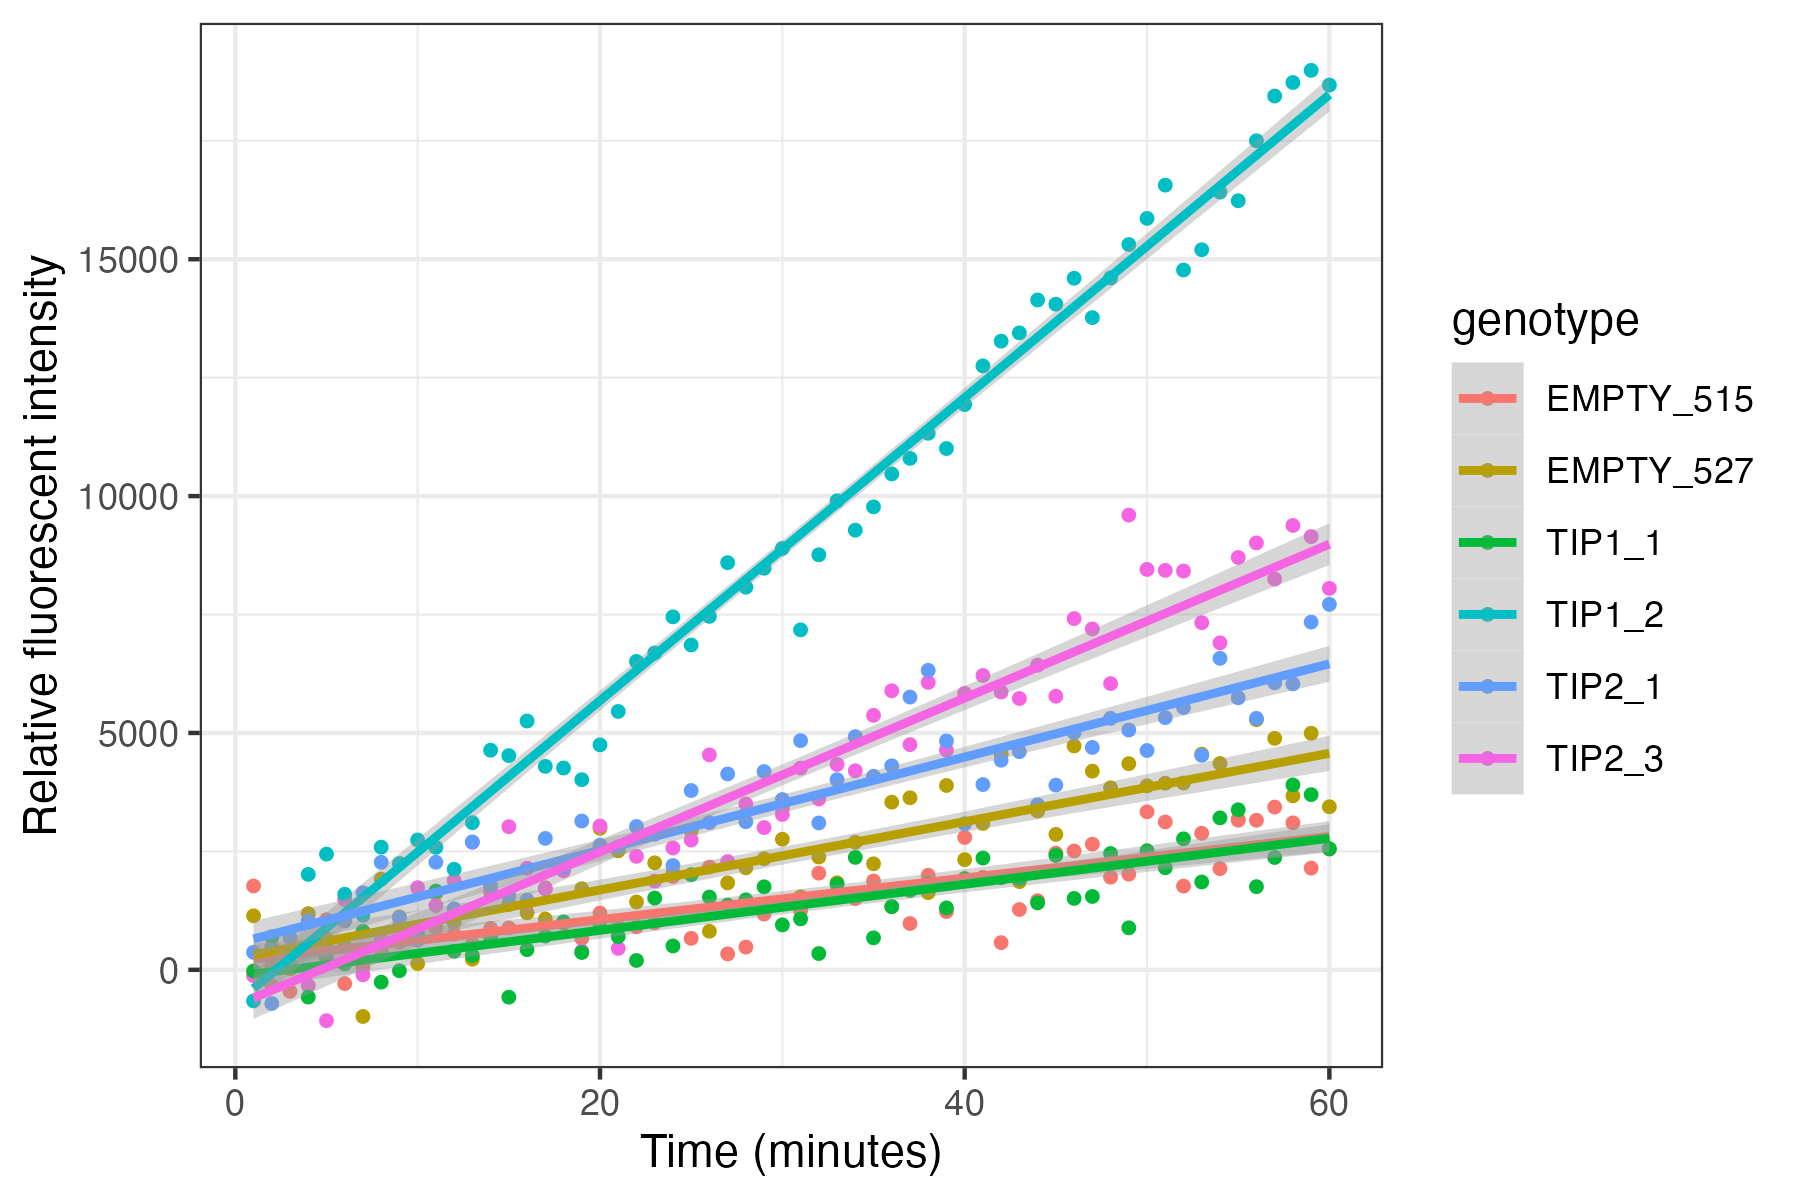 Relative fluorescent intensity
15000
10000
5000
0
0 20 40 60
Time (minutes)
genotype
EMPTY_515
EMPTY_527
TIP1_1
TIP1_2
TIP2_1
TIP2_3